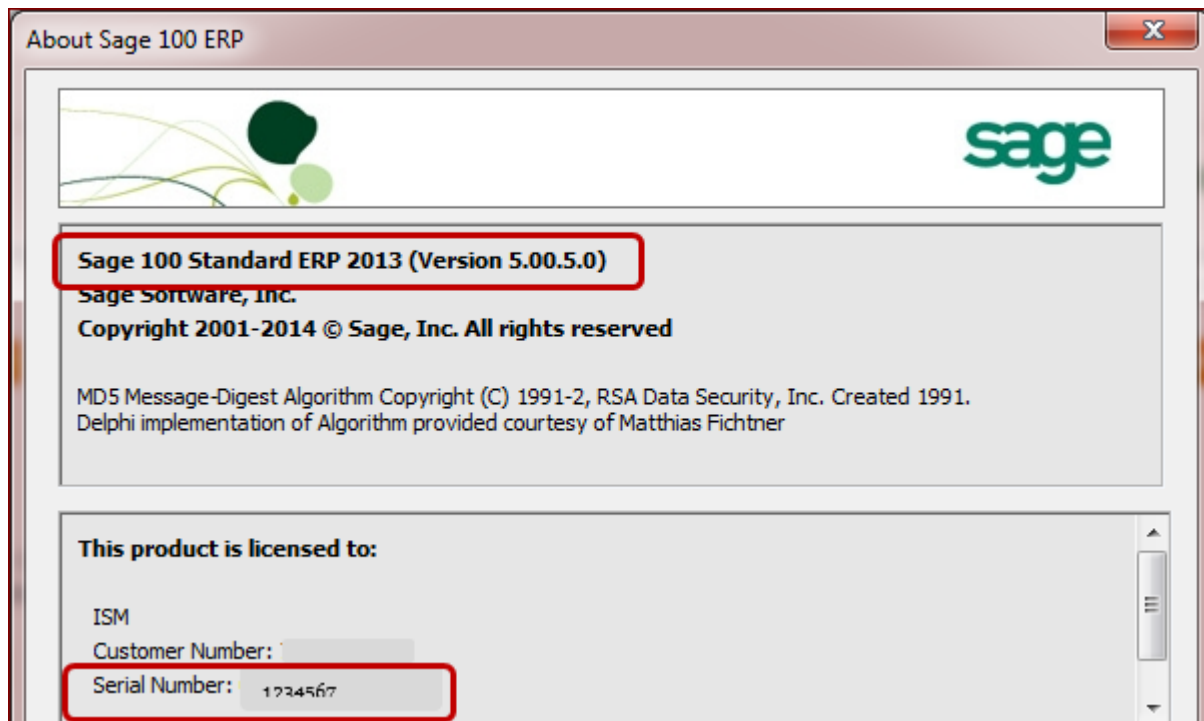 About Sage 100 ERP
sage
Sage 100 Standard ERP 2013 (Version 5.00.5.0)
Sage Software, Inc.
Copyright 2001-2014 © Sage, Inc. All rights reserved
MD5 Message-Digest Algorithm Copyright (C) 1991-2, RSA Data Security, Inc. Created 1991.
Delphi implementation of Algorithm provided courtesy of Matthias Fichtner
This product is licensed to:
ISM
Customer Number:
Serial Number: 1234567